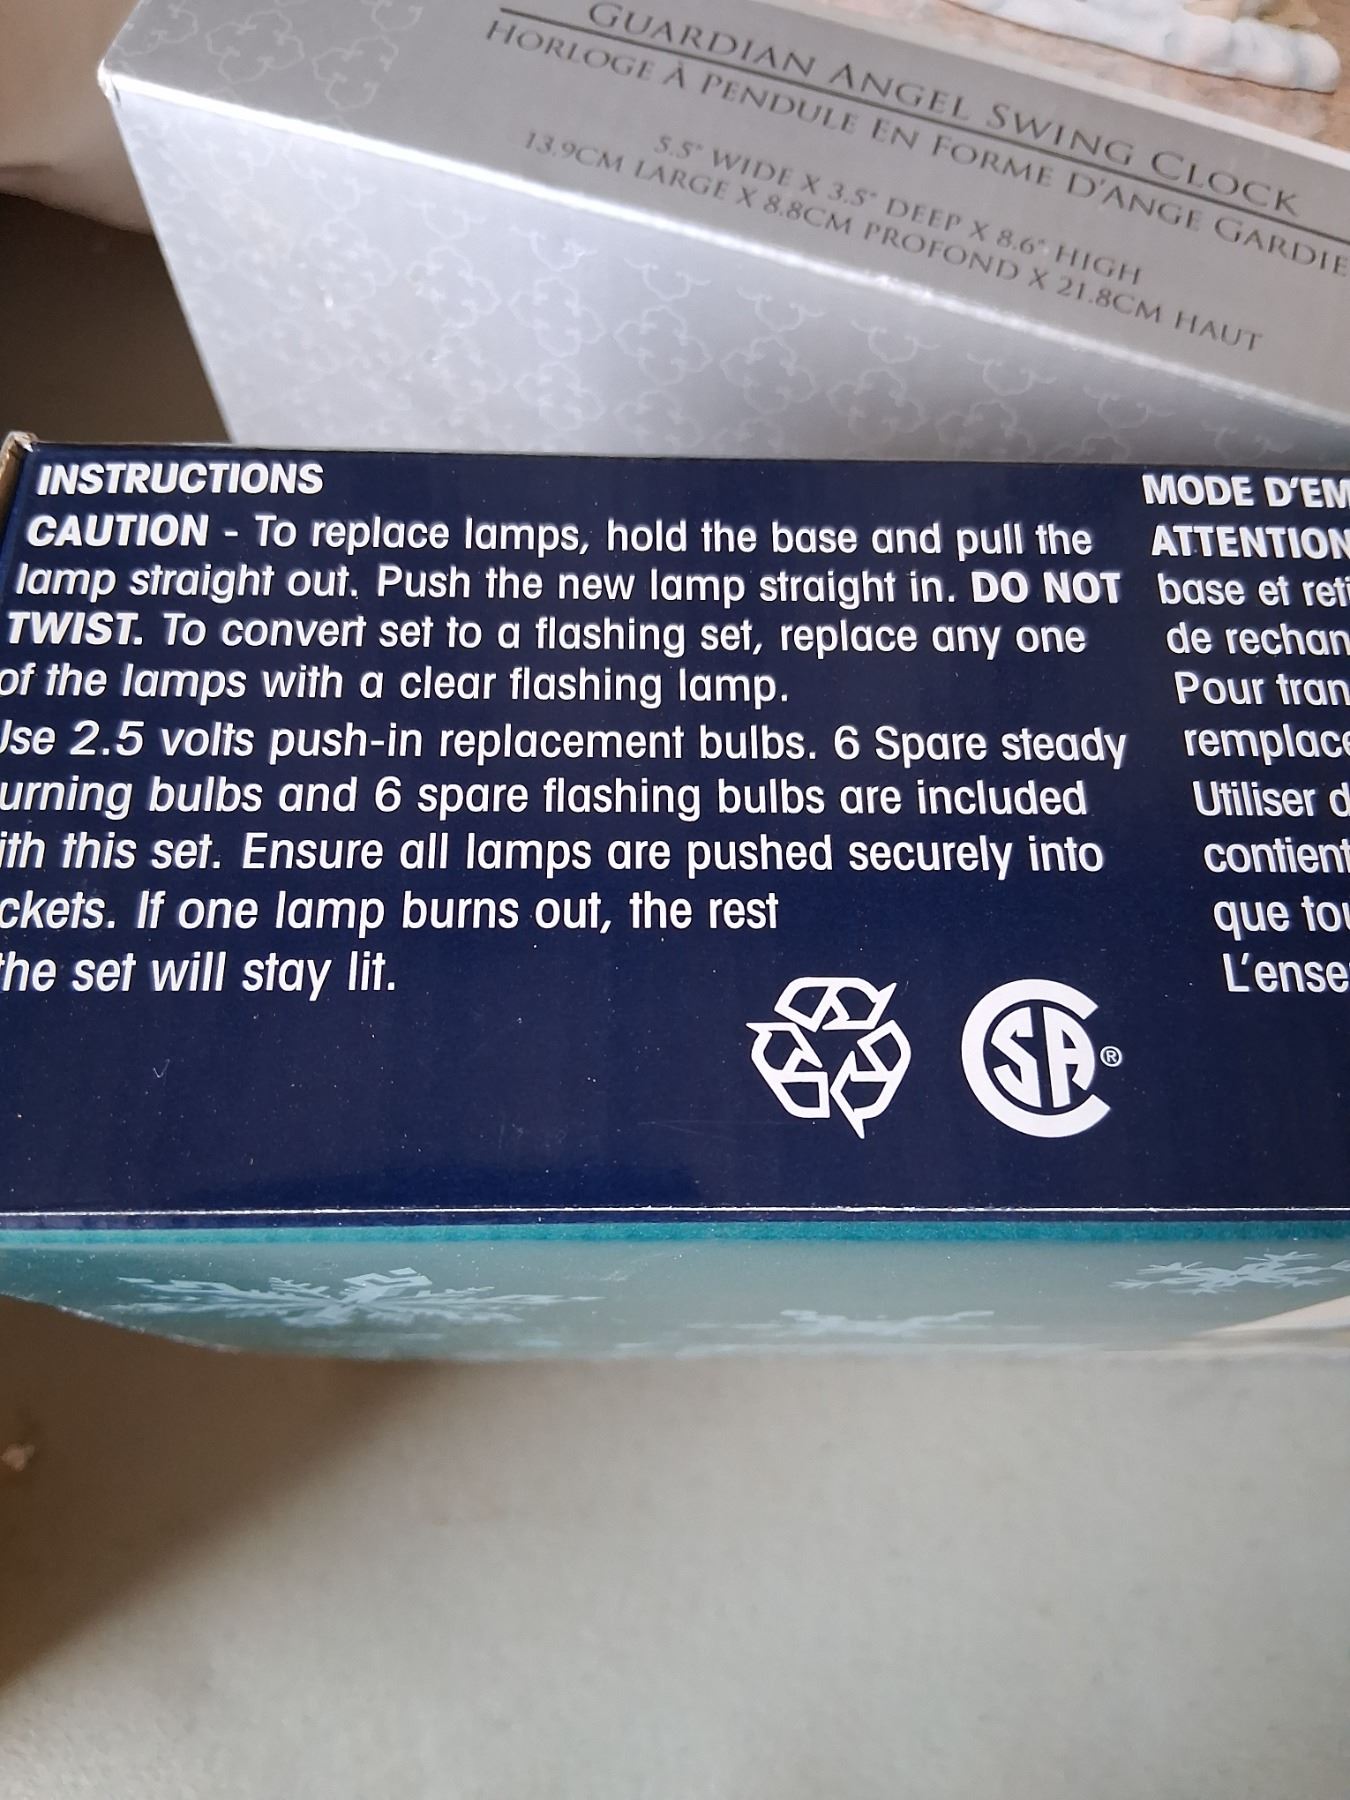 GUARDIAN ANGEL SWING CLOCK
HORLOGE À PENDULE EN FORME D'ANGE GARDIE
5.5" WIDE X 3.5" DEEP X 8.6" HIGH
13.9CM LARGE X 8.8CM PROFOND X 21.8CM HAUT
INSTRUCTIONS
CAUTION - To replace lamps, hold the base and pull the
lamp straight out. Push the new lamp straight in. DO NOT
TWIST. To convert set to a flashing set, replace any one
of the lamps with a clear flashing lamp.
Use 2.5 volts push-in replacement bulbs. 6 Spare steady
urning bulbs and 6 spare flashing bulbs are included
ith this set. Ensure all lamps are pushed securely into
ckets. If one lamp burns out, the rest
the set will stay lit.
MODE D'EM
ATTENTION
base et reti
de rechan
Pour tran
remplace
Utiliser d
contient
que tou
L'ense
CSA®